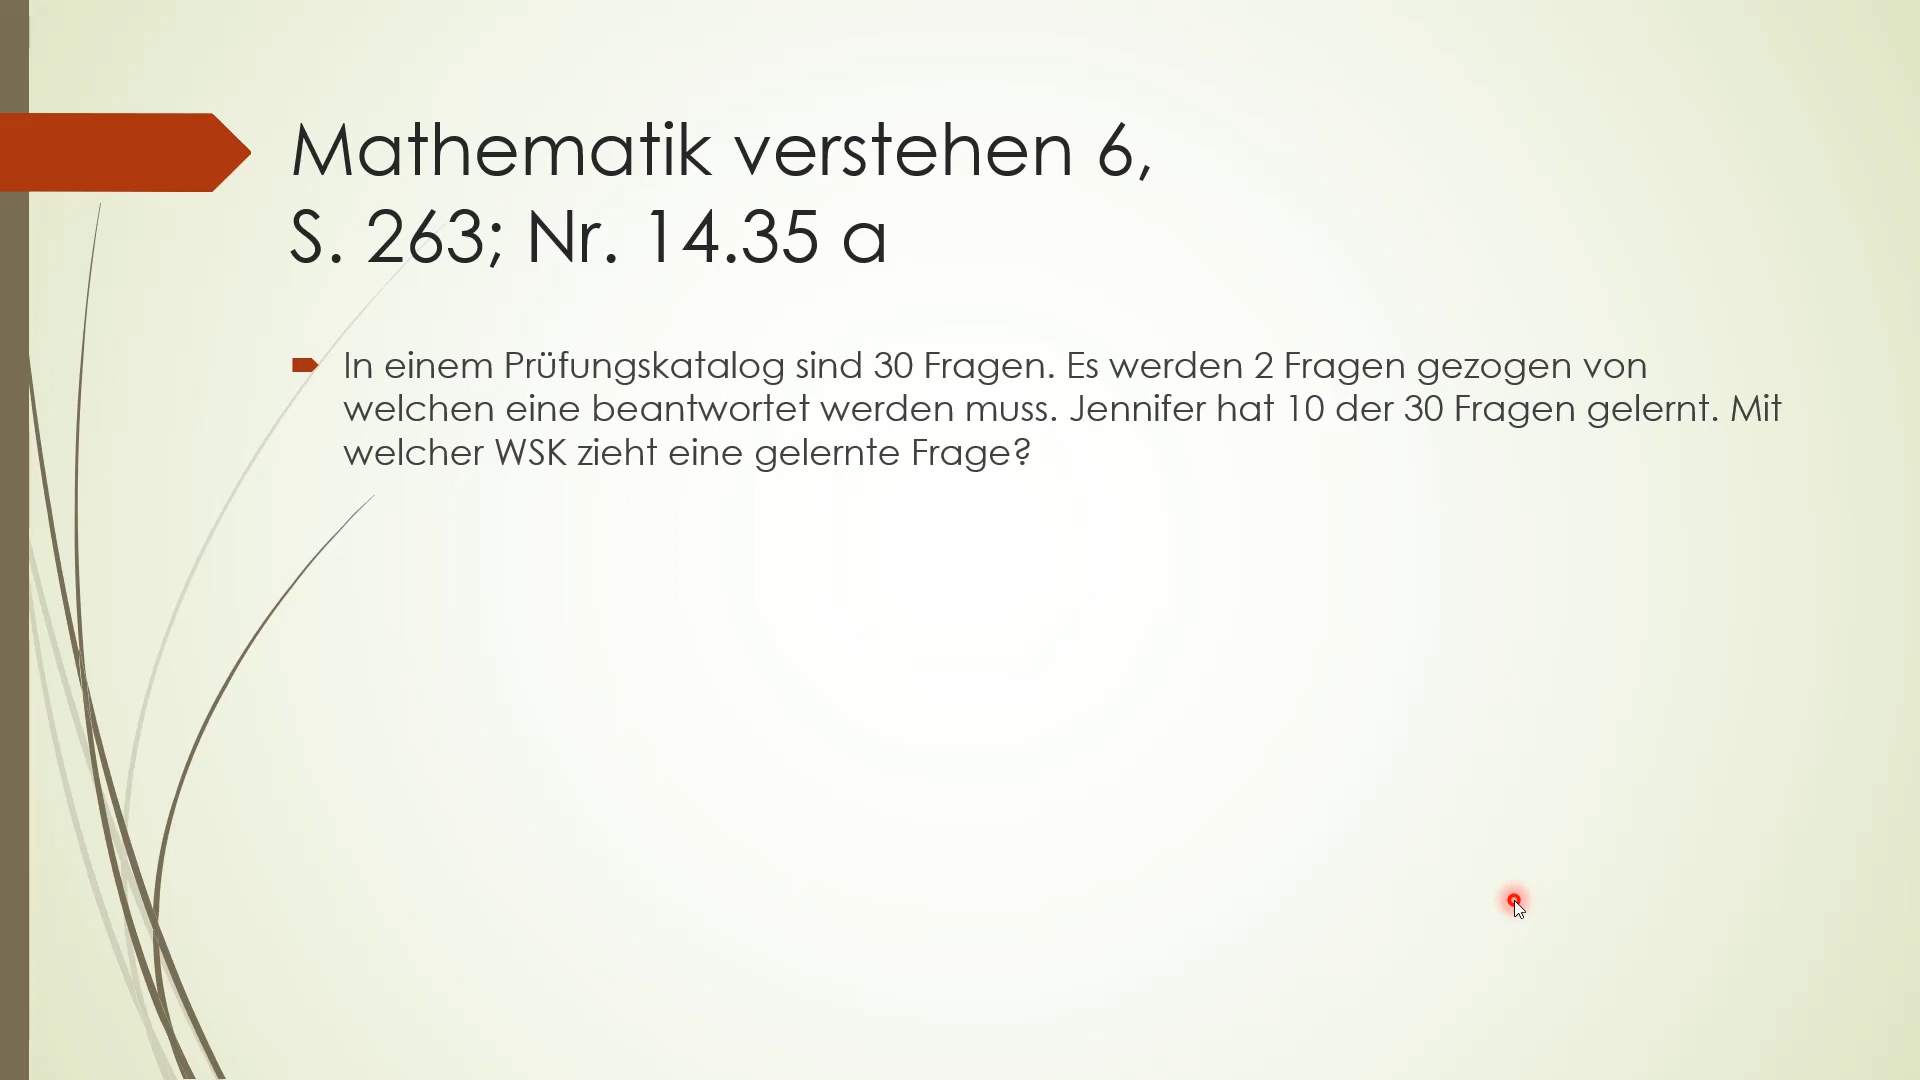 Mathematik verstehen 6,
S. 263; Nr. 14.35 a
In einem Prüfungskatalog sind 30 Fragen. Es werden 2 Fragen gezogen von
welchen eine beantwortet werden muss. Jennifer hat 10 der 30 Fragen gelernt. Mit
welcher WSK zieht eine gelernte Frage?